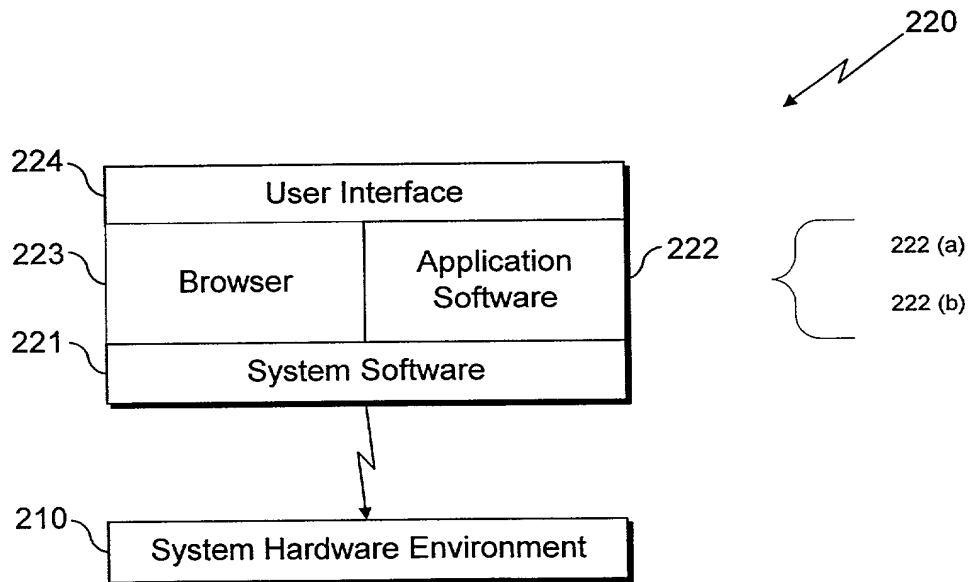 220
224
User Interface
223
Browser
Application
Software
222
222 (a)
222 (b)
221
System Software
210
System Hardware Environment